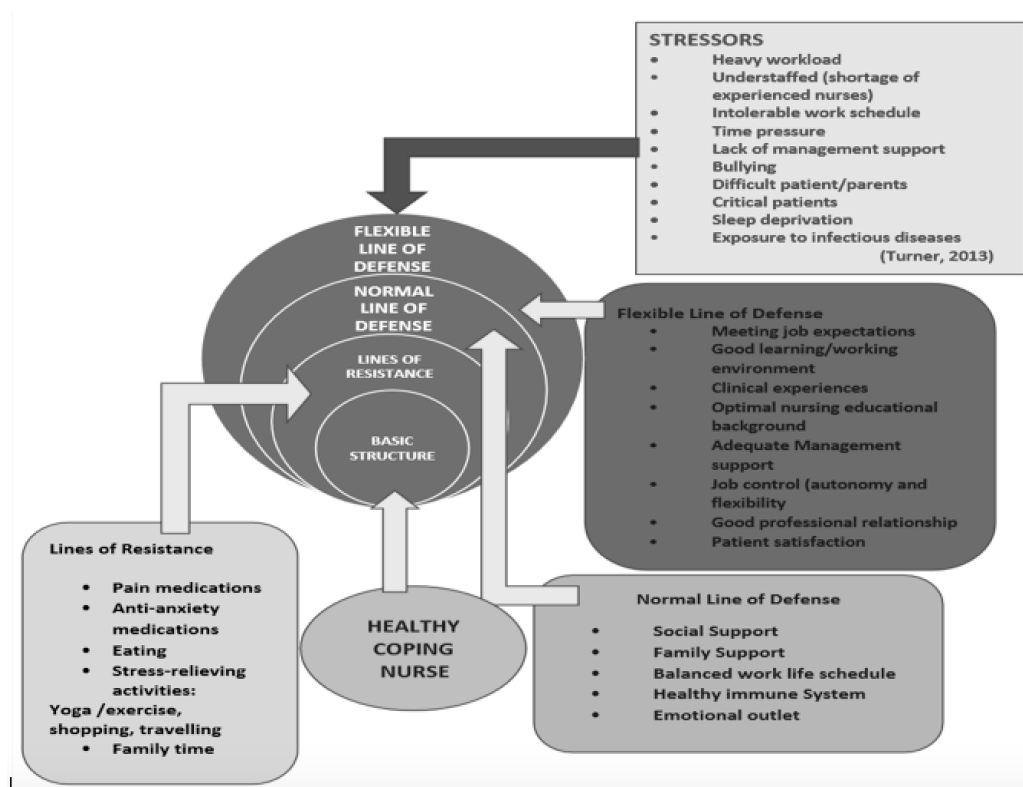 STRESSORS
• Heavy workload
• Understaffed (shortage of
experienced nurses)
• Intolerable work schedule
• Time pressure
• Lack of management support
• Bullying
• Difficult patient/parents
• Critical patients
• Sleep deprivation
• Exposure to infectious diseases
(Turner, 2013)
FLEXIBLE
LINE OF
DEFENSE
NORMAL
LINE OF
DEFENSE
LINES OF
RESISTANCE
BASIC
STRUCTURE
Flexible Line of Defense
• Meeting job expectations
• Good learning/working
environment
• Clinical experiences
• Optimal nursing educational
background
• Adequate Management
support
• Job control (autonomy and
flexibility
• Good professional relationship
• Patient satisfaction
Lines of Resistance
• Pain medications
• Anti-anxiety
medications
• Eating
• Stress-relieving
activities:
Yoga /exercise,
shopping, travelling
• Family time
HEALTHY
COPING
NURSE
Normal Line of Defense
• Social Support
• Family Support
• Balanced work life schedule
• Healthy immune System
• Emotional outlet